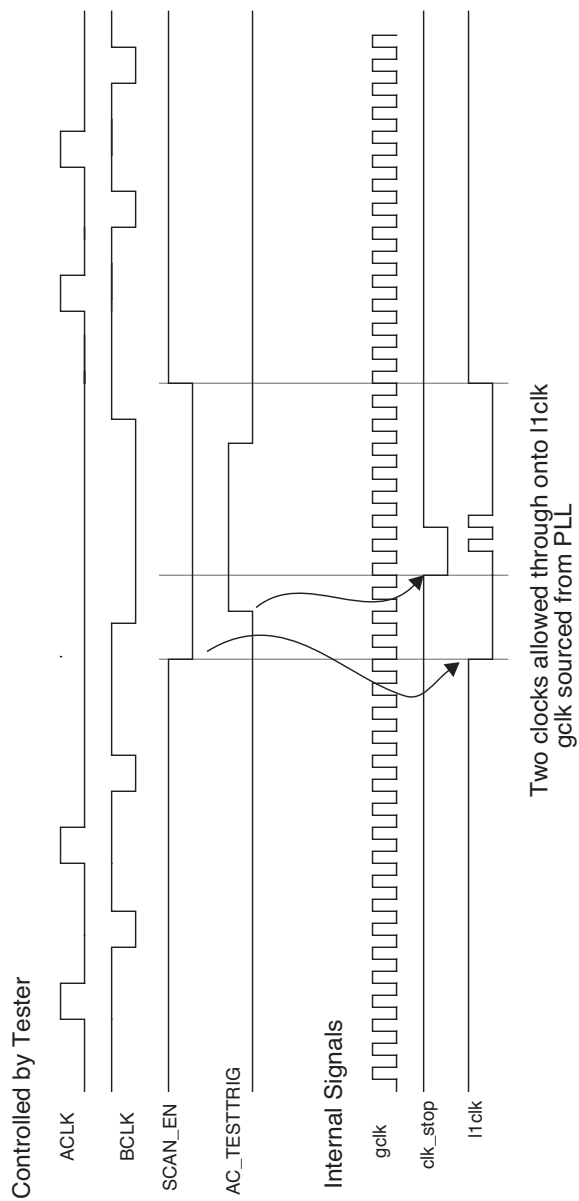 Controlled by Tester
ACLK
BCLK
SCAN_EN
AC_TESTTRIG
Internal Signals
gclk
clk_stop
l1clk
Two clocks allowed through onto l1clk
gclk sourced from PLL